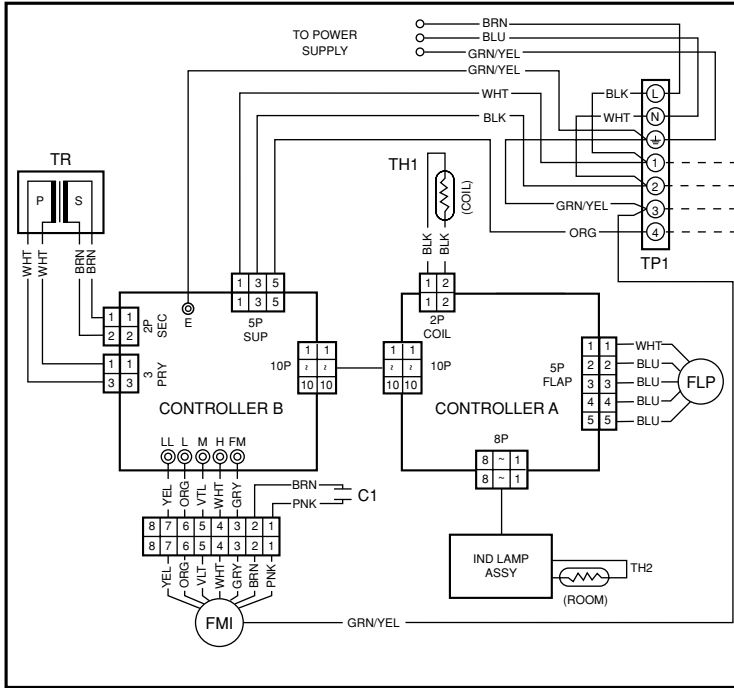 BRN
TO POWER
SUPPLY
BLU
GRN/YEL
GRN/YEL
WHT
BLK
BLK
L
WHT
N
1
2
GRN/YEL
3
ORG
4
TP1
TR
P S
WHT
WHT
BRN
BRN
TH1
(COIL)
BLK
BLK
1 3 5
1 3 5
5P
SUP
E
1 1
2 2
2P
SEC
1 1
3 3
3
PRY
CONTROLLER B
10P
1 1
~ ~
10 10
1 2
1 2
2P
COIL
1 1
~ ~
10 10
10P
CONTROLLER A
5P
FLAP
1 1
2 2
3 3
4 4
5 5
WHT
BLU
BLU
BLU
BLU
FLP
8P
8 ~ 1
8 ~ 1
LL L M H FM
YEL
ORG
VTL
WHT
GRY
BRN
PNK
C1
8 7 6 5 4 3 2 1
8 7 6 5 4 3 2 1
YEL
ORG
VLT
WHT
GRY
BRN
PNK
FMI
GRN/YEL
IND LAMP
ASSY
TH2
(ROOM)